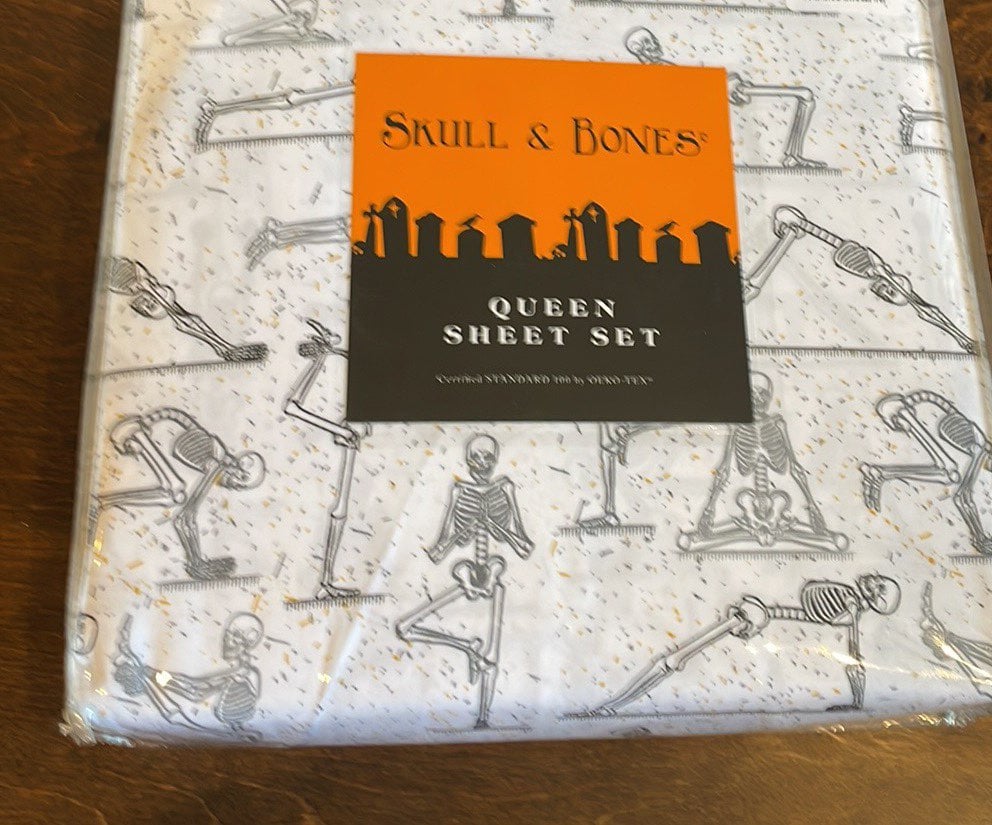 SKULL & BONES
QUEEN
SHEET SET
Certified STANDARD 100 by OEKO-TEX®